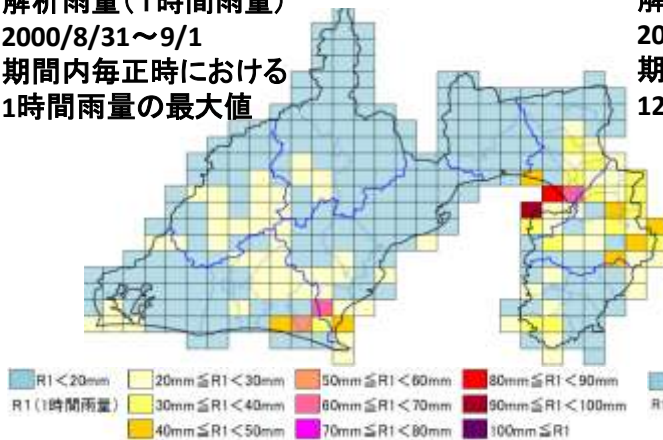 解析雨量(1時間雨量)
2000/8/31～9/1
期間内毎正時における
1時間雨量の最大値
20
期
12
R1＜20mm 20mm≦R1＜30mm 50mm≦R1＜60mm 80mm≦R1＜90mm
R1(1時間雨量) 30mm≦R1＜40mm 60mm≦R1＜70mm 90mm≦R1＜100mm
40mm≦R1＜50mm 70mm≦R1＜80mm 100mm≦R1